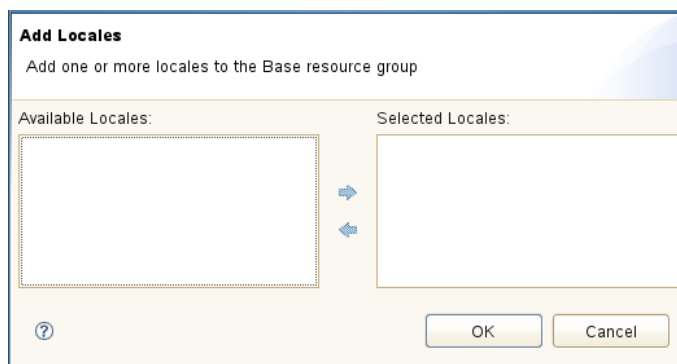 Add Locales
Add one or more locales to the Base resource group
Available Locales:
Selected Locales:
?
OK
Cancel